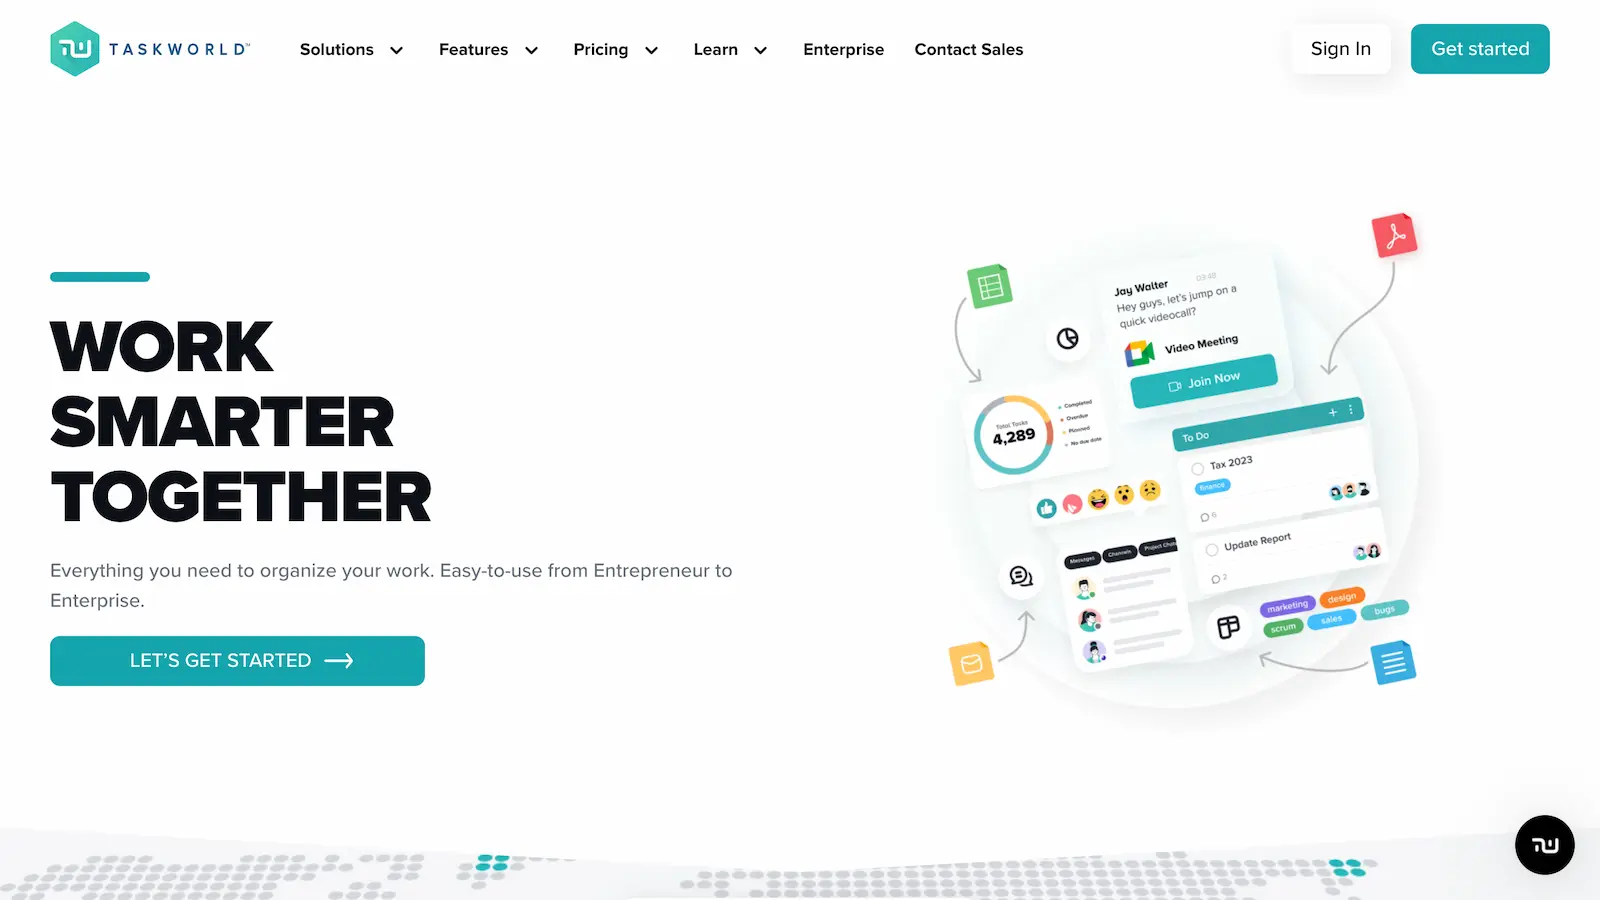 TASKWORLD™
Solutions
Features
Pricing
Learn
Enterprise
Contact Sales
Sign In
Get started
WORK
SMARTER
TOGETHER
Everything you need to organize your work. Easy-to-use from Entrepreneur to
Enterprise.
LET’S GET STARTED
Jay Walter 03:48
Hey guys, let's jump on a
quick videocall?
Video Meeting
Join Now
Total Tasks
4,289
Completed
Overdue
Planned
No due date
To Do
Tax 2023
finance
6
Update Report
2
Messages
Channels
Project Chats
marketing
design
scrum
sales
bugs